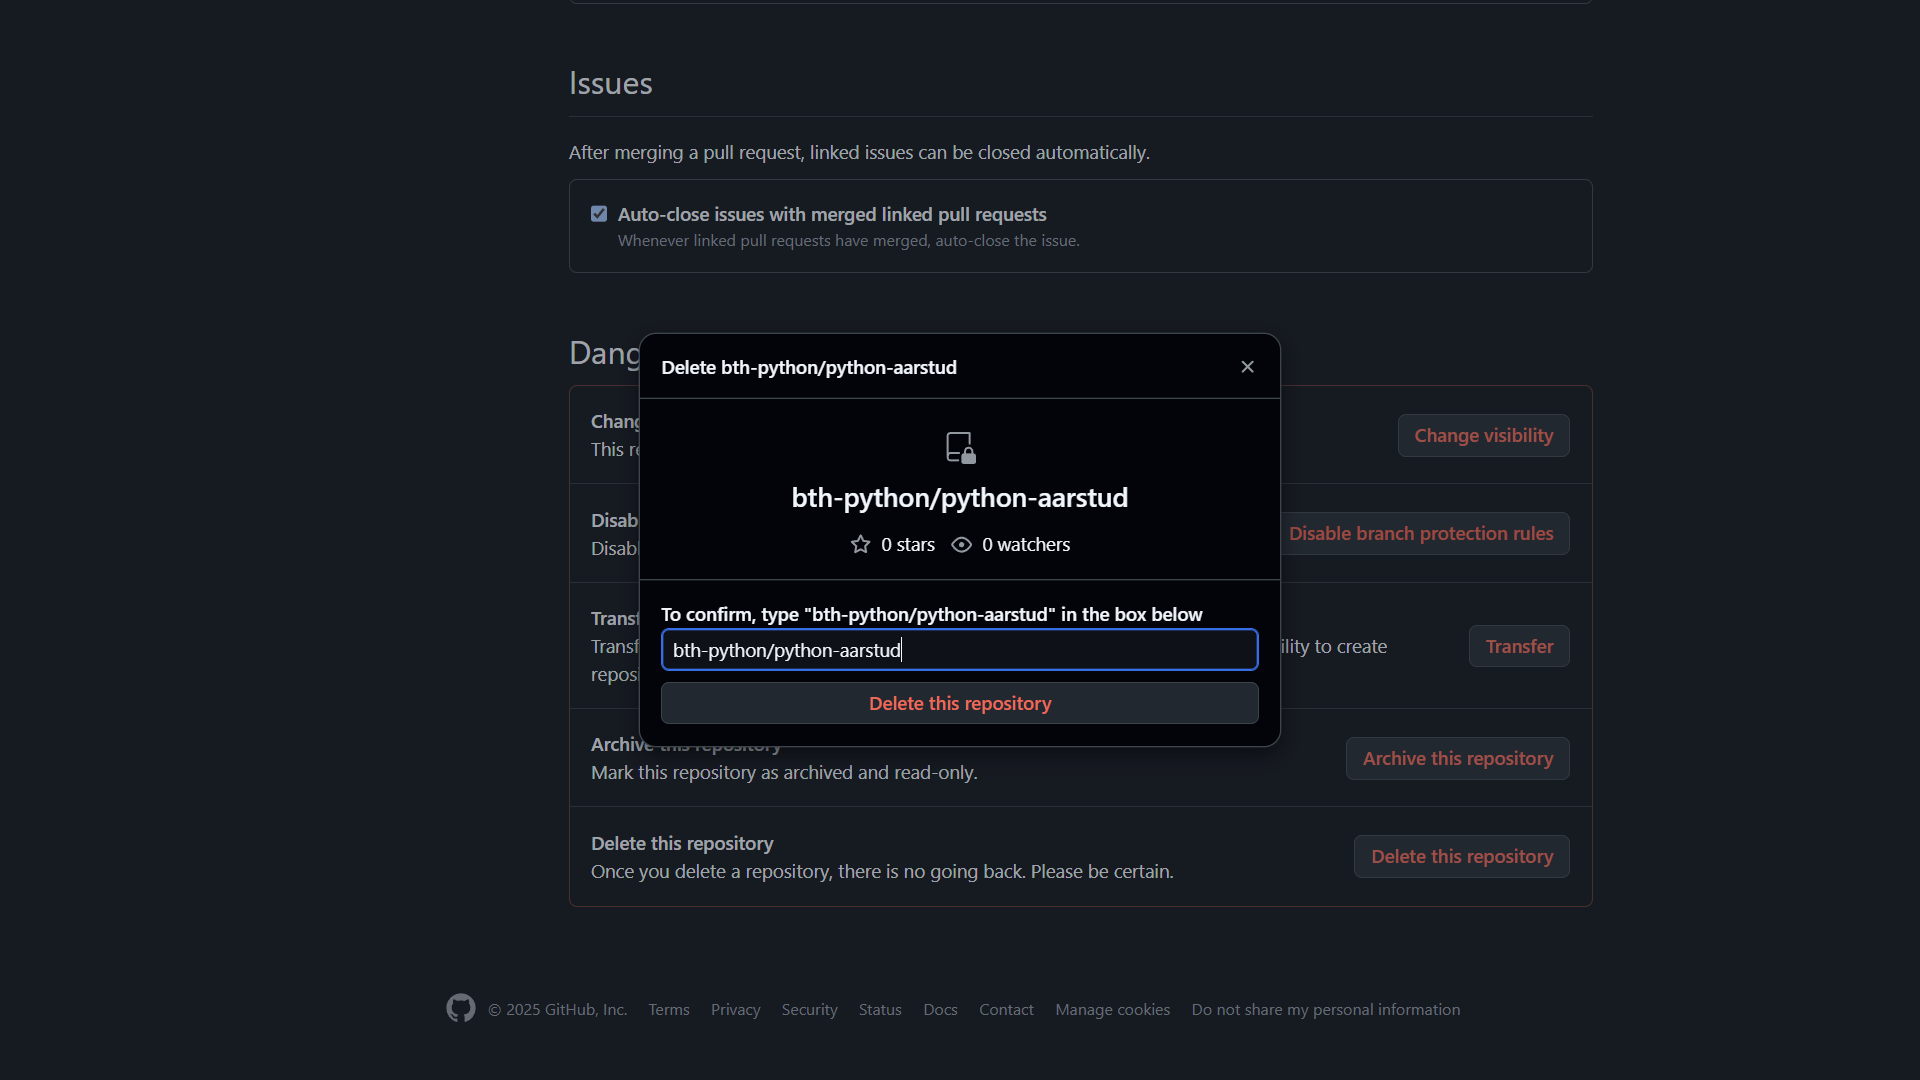 Issues
After merging a pull request, linked issues can be closed automatically.
Auto-close issues with merged linked pull requests
Whenever linked pull requests have merged, auto-close the issue.
Dang
Delete bth-python/python-aarstud
bth-python/python-aarstud
0 stars 0 watchers
To confirm, type "bth-python/python-aarstud" in the box below
bth-python/python-aarstud
Delete this repository
Chang
This re
Change visibility
Disab
Disabl
Disable branch protection rules
Transf
Transf
ility to create
reposi
Transfer
Archive this repository
Mark this repository as archived and read-only.
Archive this repository
Delete this repository
Once you delete a repository, there is no going back. Please be certain.
Delete this repository
© 2025 GitHub, Inc. Terms Privacy Security Status Docs Contact Manage cookies Do not share my personal information